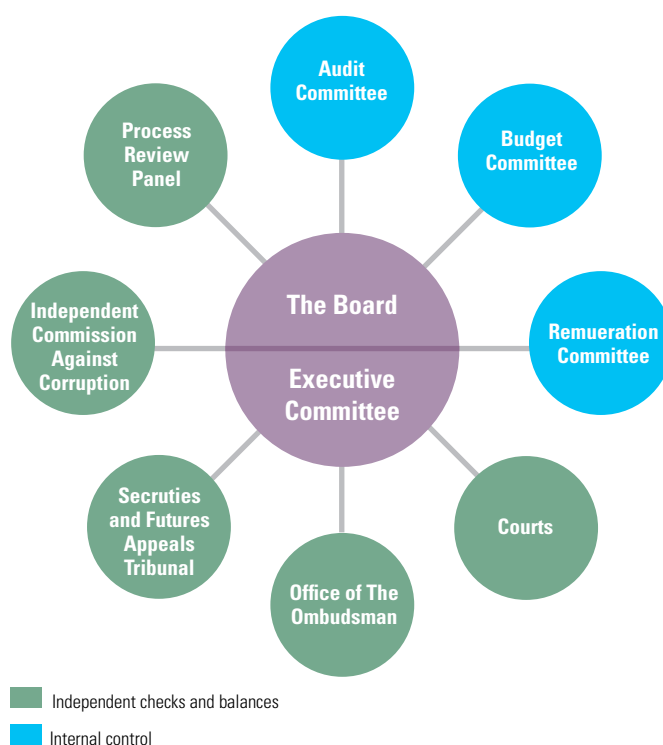 Audit
Committee
Process
Review
Panel
Budget
Committee
The Board
Independent
Commission
Against
Corruption
Remueration
Committee
Executive
Committee
Secruties
and Futures
Appeals
Tribunal
Courts
Office of The
Ombudsman
Independent checks and balances
Internal control